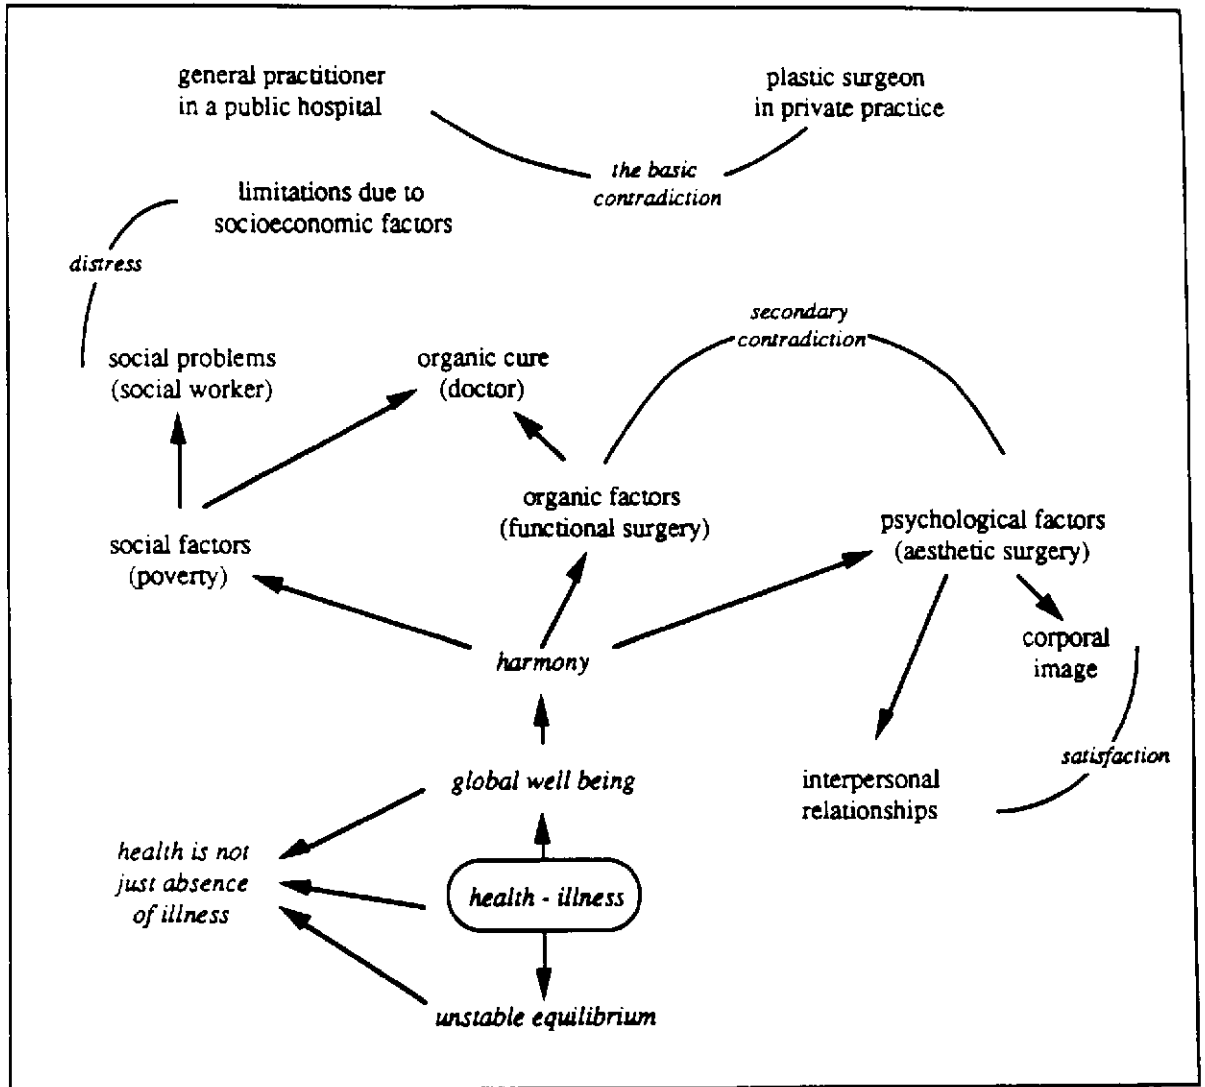 general practitioner
in a public hospital
plastic surgeon
in private practice
the basic
contradiction
limitations due to
socioeconomic factors
distress
secondary
contradiction
social problems
(social worker)
organic cure
(doctor)
organic factors
(functional surgery)
psychological factors
(aesthetic surgery)
social factors
(poverty)
harmony
corporal
image
satisfaction
global well being
interpersonal
relationships
health is not
just absence
of illness
health - illness
unstable equilibrium